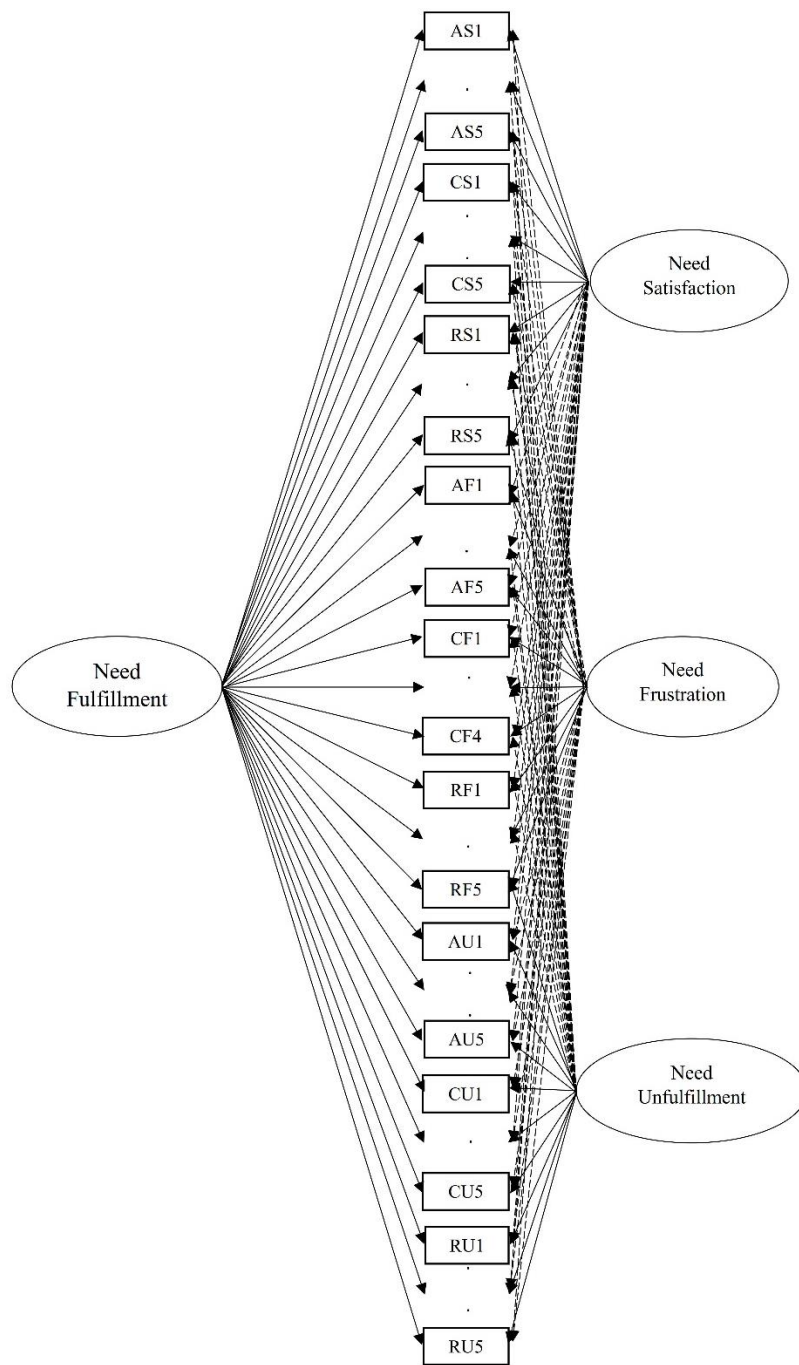 AS1
.
AS5
CS1
.
.
CS5
RS1
.
RS5
AF1
.
AF5
CF1
.
CF4
RF1
.
RF5
AU1
.
.
AU5
CU1
.
CU5
RU1
.
.
RU5
Need
Fulfillment
Need
Satisfaction
Need
Frustration
Need
Unfulfillment